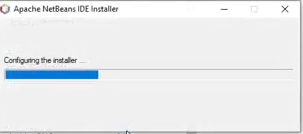 Apache NetBeans IDE Installer
Configuring the installer ...